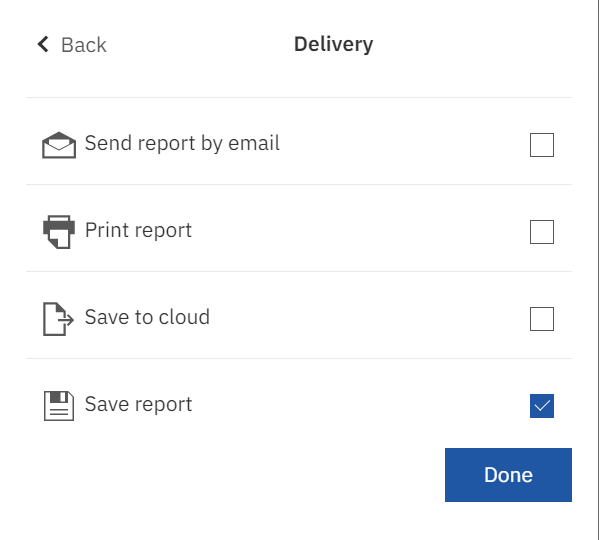 Back
Delivery
Send report by email
Print report
Save to cloud
Save report
Done